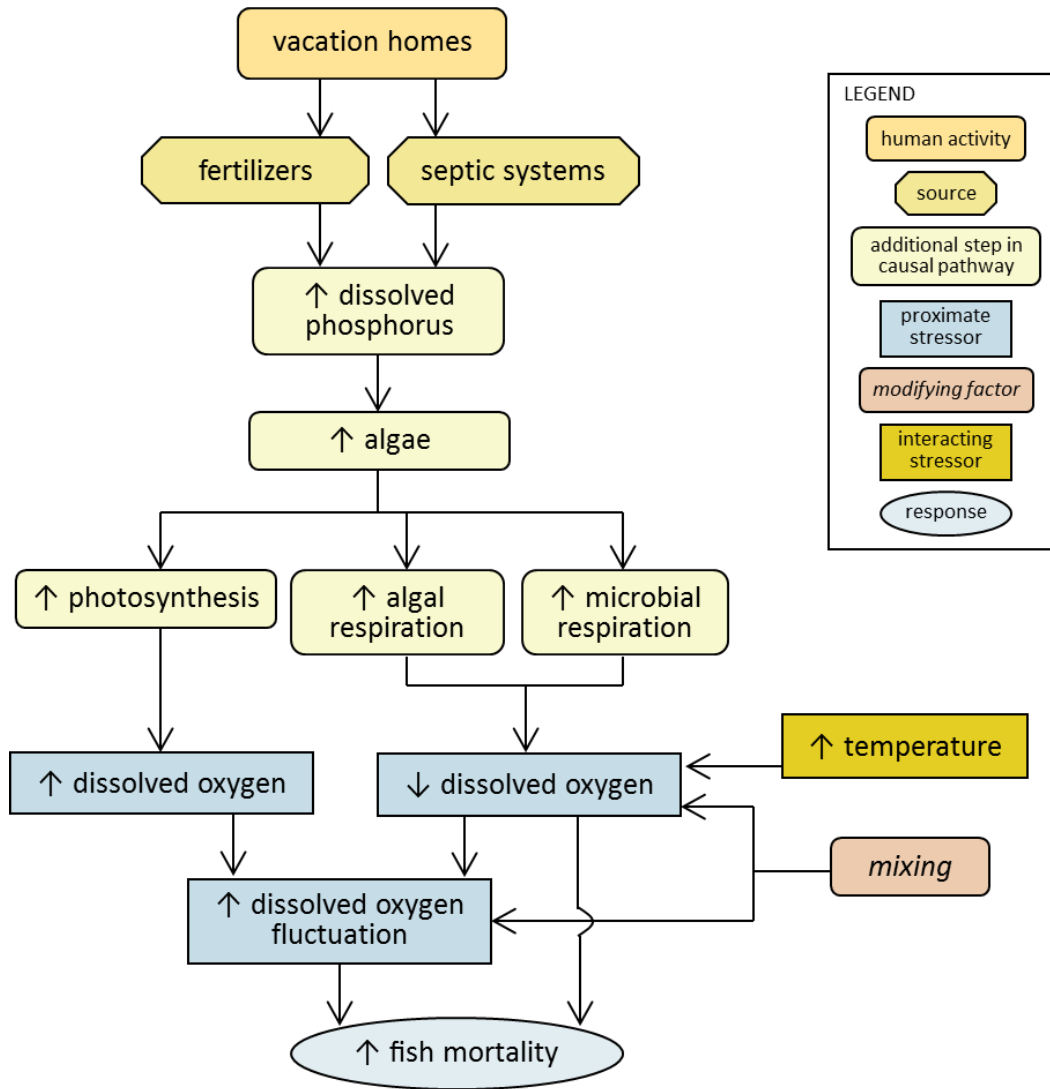 vacation homes
fertilizers
septic systems
↑ dissolved
phosphorus
↑ algae
↑ photosynthesis
↑ algal
respiration
↑ microbial
respiration
↑ dissolved oxygen
↓ dissolved oxygen
↑ temperature
mixing
↑ dissolved oxygen
fluctuation
↑ fish mortality
LEGEND
human activity
source
additional step in
causal pathway
proximate
stressor
modifying factor
interacting
stressor
response